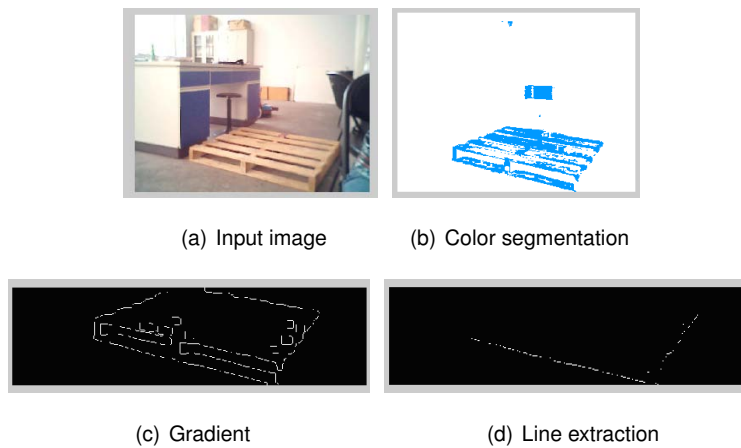 (a) Input image
(b) Color segmentation
(c) Gradient
(d) Line extraction